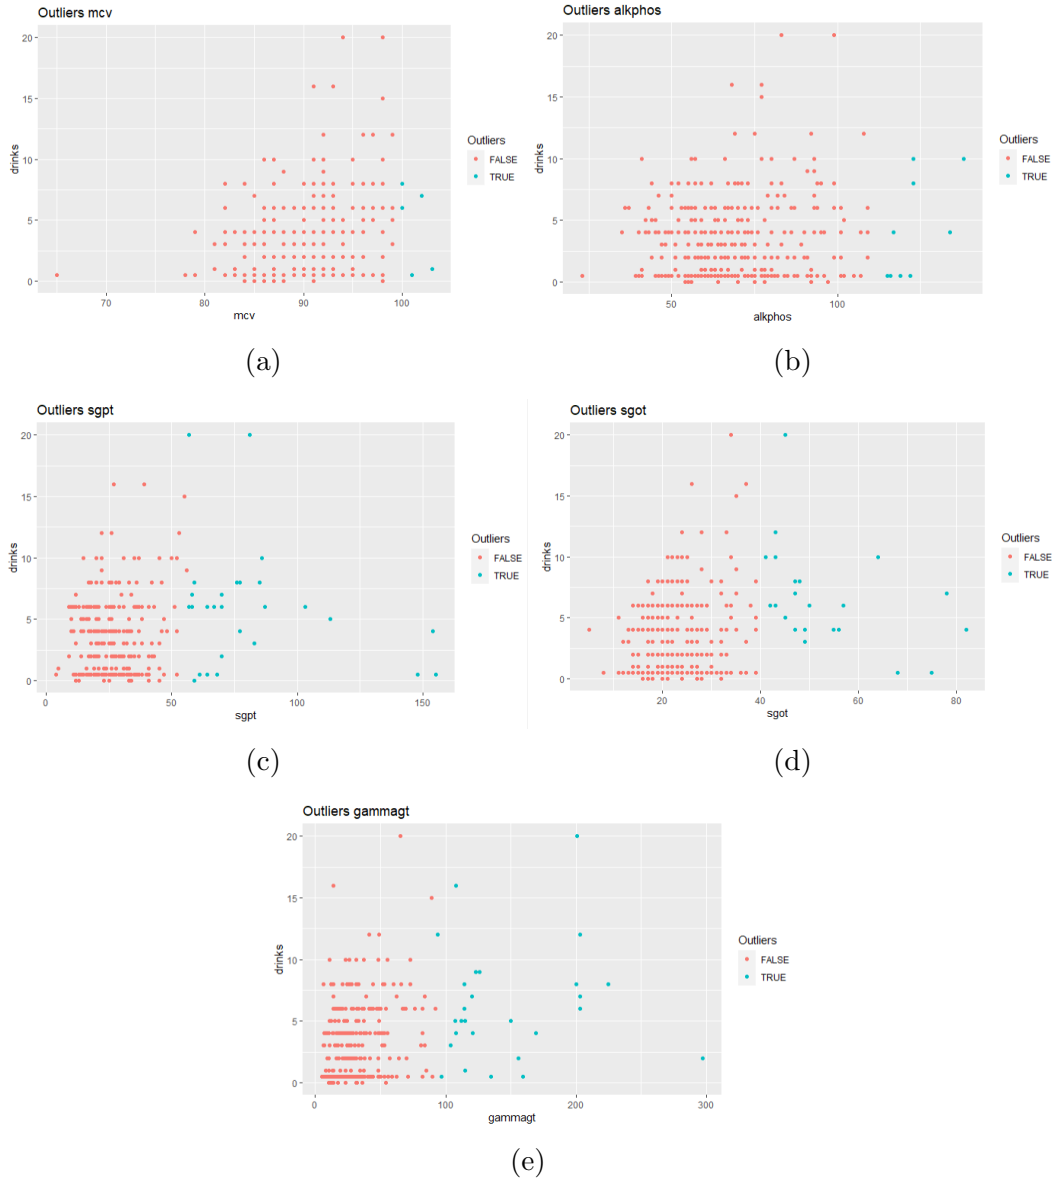 Outliers mcv
20
15
10
5
0
drinks
70
80
90
100
mcv
Outliers
FALSE
TRUE
(a)
Outliers alkphos
20
15
10
5
0
drinks
50
100
alkphos
Outliers
FALSE
TRUE
(b)
Outliers sgpt
20
15
10
5
0
drinks
0
50
100
150
sgpt
Outliers
FALSE
TRUE
(c)
Outliers sgot
20
15
10
5
0
drinks
20
40
60
80
sgot
Outliers
FALSE
TRUE
(d)
Outliers gammagt
20
15
10
5
0
drinks
0
100
200
300
gammagt
Outliers
FALSE
TRUE
(e)